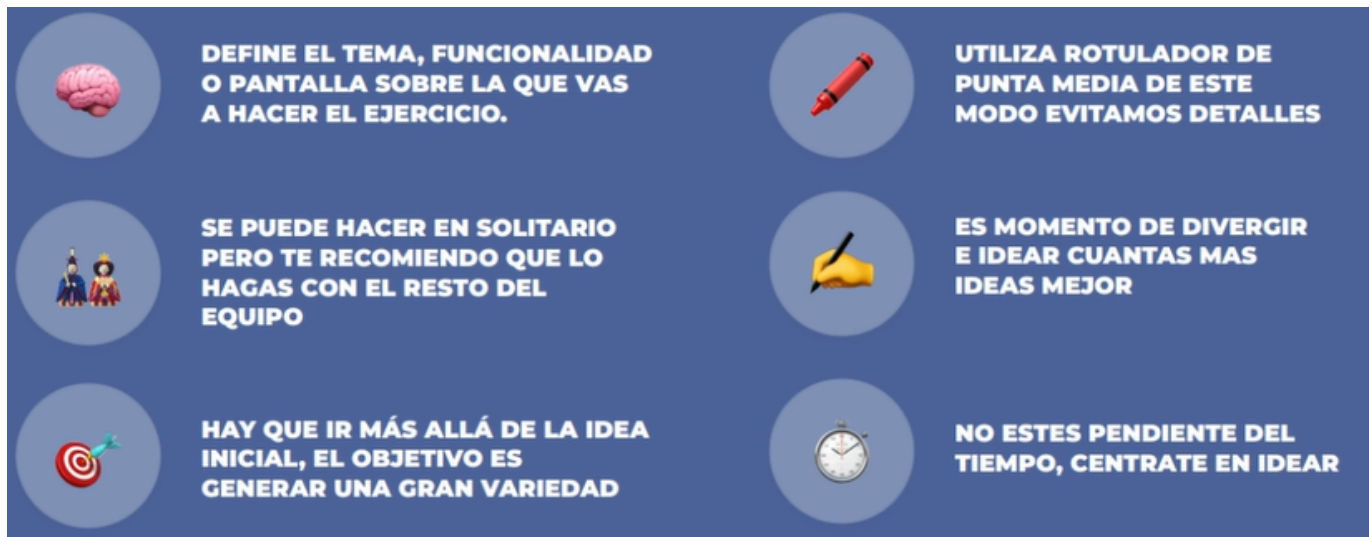 DEFINE EL TEMA, FUNCIONALIDAD
O PANTALLA SOBRE LA QUE VAS
A HACER EL EJERCICIO.
SE PUEDE HACER EN SOLITARIO
PERO TE RECOMIENDO QUE LO
HAGAS CON EL RESTO DEL
EQUIPO
HAY QUE IR MÁS ALLÁ DE LA IDEA
INICIAL, EL OBJETIVO ES
GENERAR UNA GRAN VARIEDAD
UTILIZA ROTULADOR DE
PUNTA MEDIA DE ESTE
MODO EVITAMOS DETALLES
ES MOMENTO DE DIVERGIR
E IDEAR CUANTAS MAS
IDEAS MEJOR
NO ESTES PENDIENTE DEL
TIEMPO, CENTRATE EN IDEAR